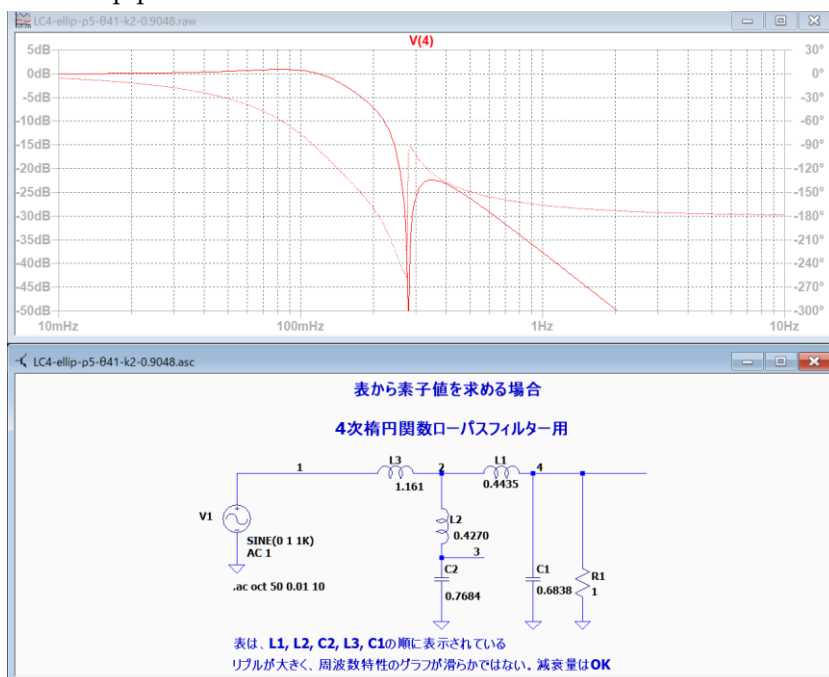 LC4-ellip-p5-θ41-k2-0.9048.raw
V(4)
5dB
0dB
-5dB
-10dB
-15dB
-20dB
-25dB
-30dB
-35dB
-40dB
-45dB
-50dB
30°
0°
-30°
-60°
-90°
-120°
-150°
-180°
-210°
-240°
-270°
-300°
10mHz 100mHz 1Hz 10Hz
LC4-ellip-p5-θ41-k2-0.9048.asc
表から素子値を求める場合
4次楕円関数ローパスフィルター用
1 L3 2 L1 4
1.161 0.4435
V1
SINE(0 1 1K)
AC 1
L2
0.4270
3
C2
0.7684
C1
0.6838
R1
1
.ac oct 50 0.01 10
表は、L1, L2, C2, L3, C1の順に表示されている
リプルが大きく、周波数特性のグラフが滑らかではない。減衰量はOK